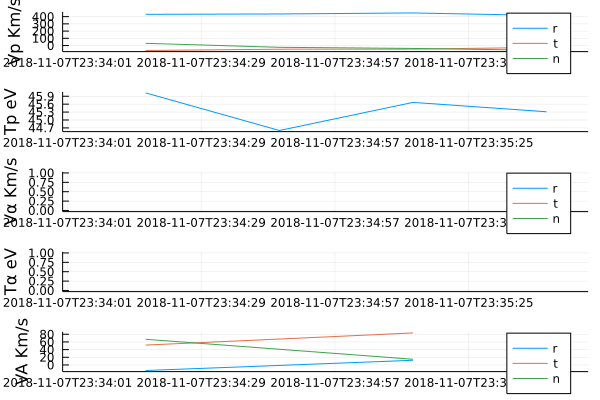 Vp Km/s
400
300
200
100
0
r
t
n
2018-11-07T23:34:01 2018-11-07T23:34:29 2018-11-07T23:34:57 2018-11-07T23:3
Tp eV
45.9
45.6
45.3
45.0
44.7
2018-11-07T23:34:01 2018-11-07T23:34:29 2018-11-07T23:34:57 2018-11-07T23:35:25
Vα Km/s
1.00
0.75
0.50
0.25
0.00
r
t
n
2018-11-07T23:34:01 2018-11-07T23:34:29 2018-11-07T23:34:57 2018-11-07T23:3
Tα eV
1.00
0.75
0.50
0.25
0.00
2018-11-07T23:34:01 2018-11-07T23:34:29 2018-11-07T23:34:57 2018-11-07T23:35:25
VA Km/s
80
60
40
20
0
r
t
n
2018-11-07T23:34:01 2018-11-07T23:34:29 2018-11-07T23:34:57 2018-11-07T23:3